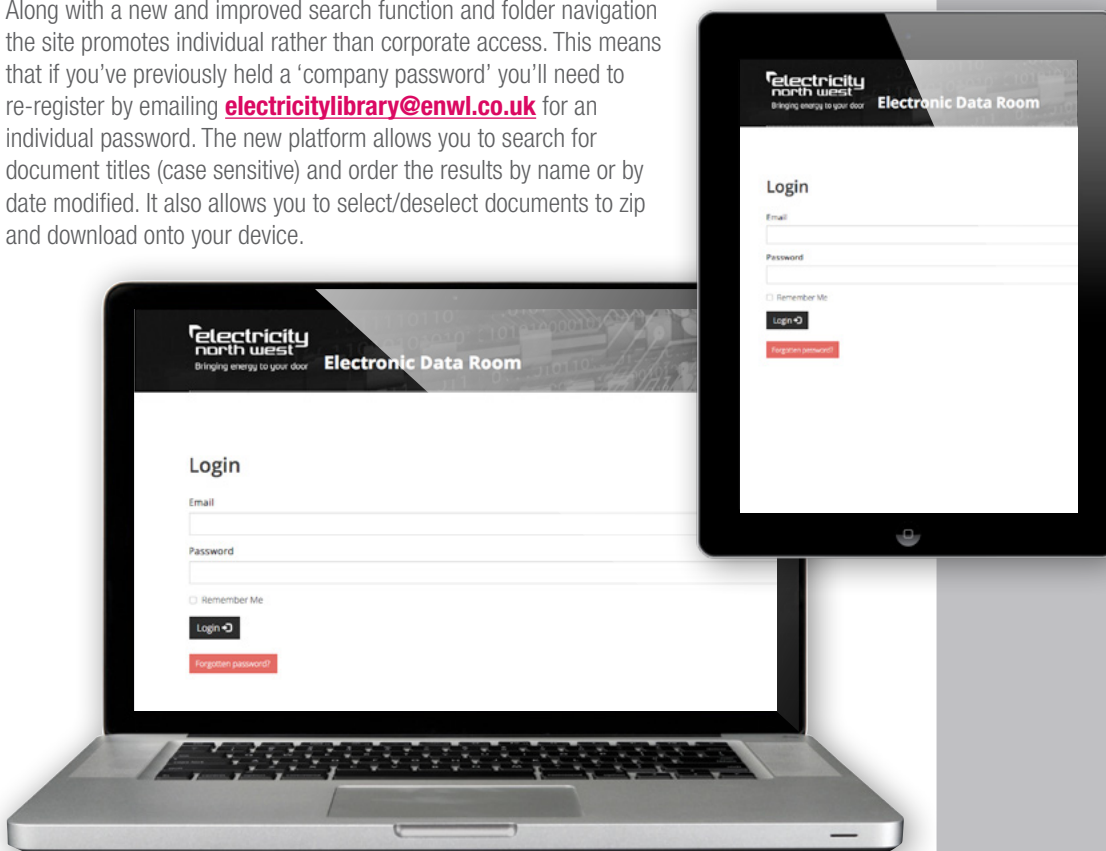 Along with a new and improved search function and folder navigation
the site promotes individual rather than corporate access. This means
that if you’ve previously held a ‘company password’ you’ll need to
re-register by emailing electricitylibrary@enwl.co.uk for an
individual password. The new platform allows you to search for
document titles (case sensitive) and order the results by name or by
date modified. It also allows you to select/deselect documents to zip
and download onto your device.
electricity
north west
Bringing energy to your door
Electronic Data Room
Login
Email
Password
Remember Me
Login
Forgotten password?
electricity
north west
Bringing energy to your door
Electronic Data Room
Login
Email
Password
Remember Me
Login
Forgotten password?